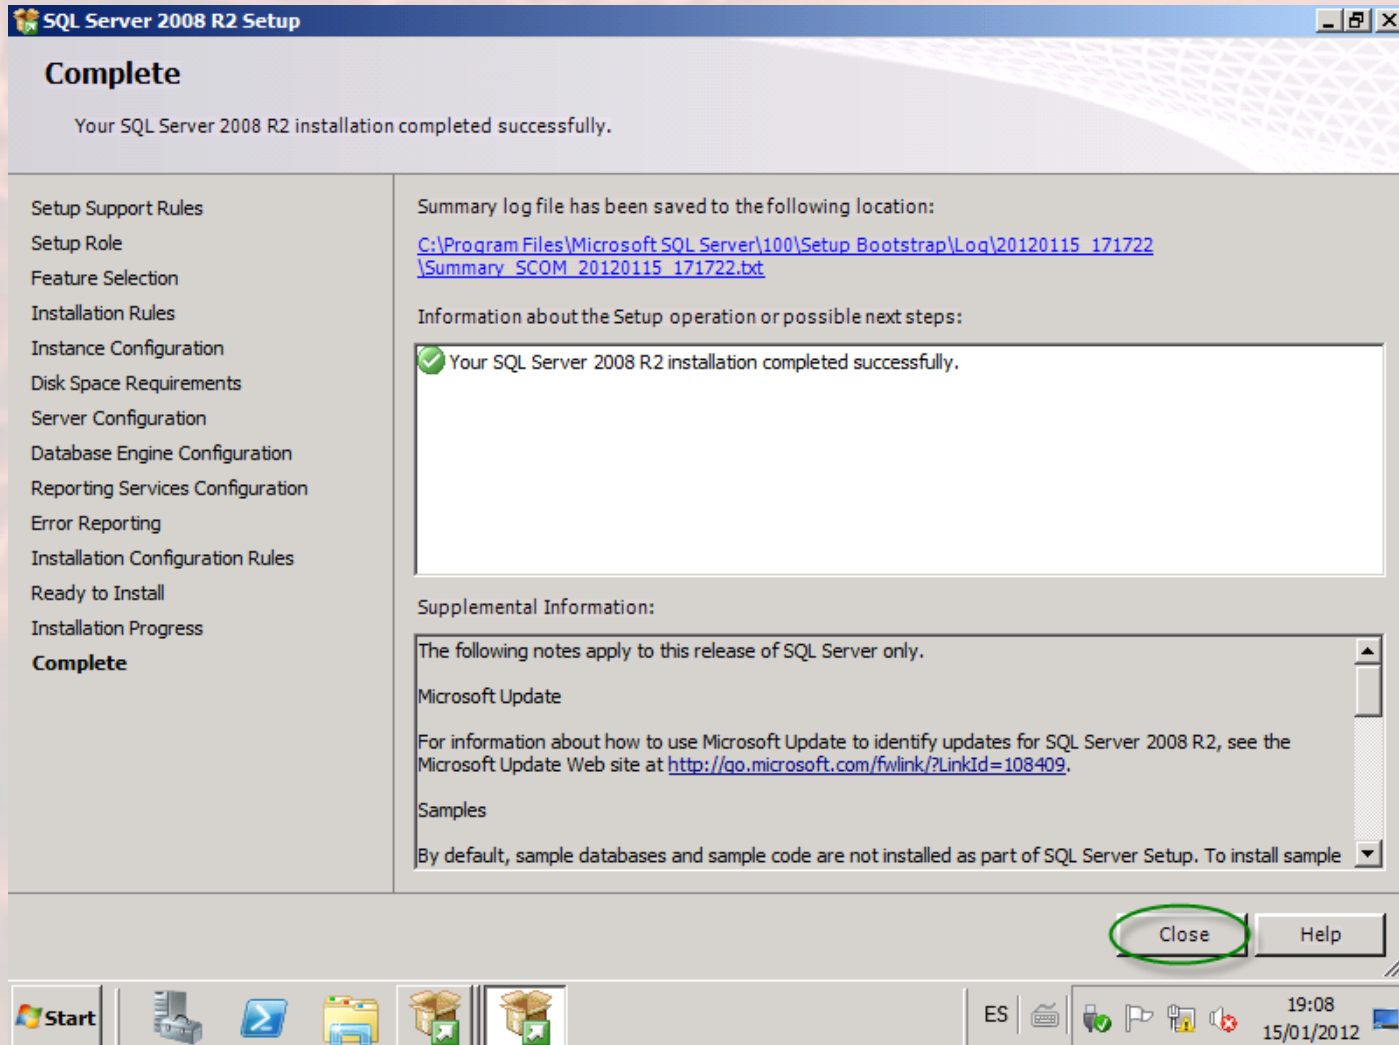 SQL Server 2008 R2 Setup
Complete
Your SQL Server 2008 R2 installation completed successfully.
Setup Support Rules
Setup Role
Feature Selection
Installation Rules
Instance Configuration
Disk Space Requirements
Server Configuration
Database Engine Configuration
Reporting Services Configuration
Error Reporting
Installation Configuration Rules
Ready to Install
Installation Progress
Complete
Summary log file has been saved to the following location:
C:\Program Files\Microsoft SQL Server\100\Setup Bootstrap\Log\20120115_171722
\Summary_SCOM_20120115_171722.txt
Information about the Setup operation or possible next steps:
Your SQL Server 2008 R2 installation completed successfully.
Supplemental Information:
The following notes apply to this release of SQL Server only.
Microsoft Update
For information about how to use Microsoft Update to identify updates for SQL Server 2008 R2, see the
Microsoft Update Web site at http://go.microsoft.com/fwlink/?LinkId=108409.
Samples
By default, sample databases and sample code are not installed as part of SQL Server Setup. To install sample
Close
Help
Start
ES
19:08
15/01/2012